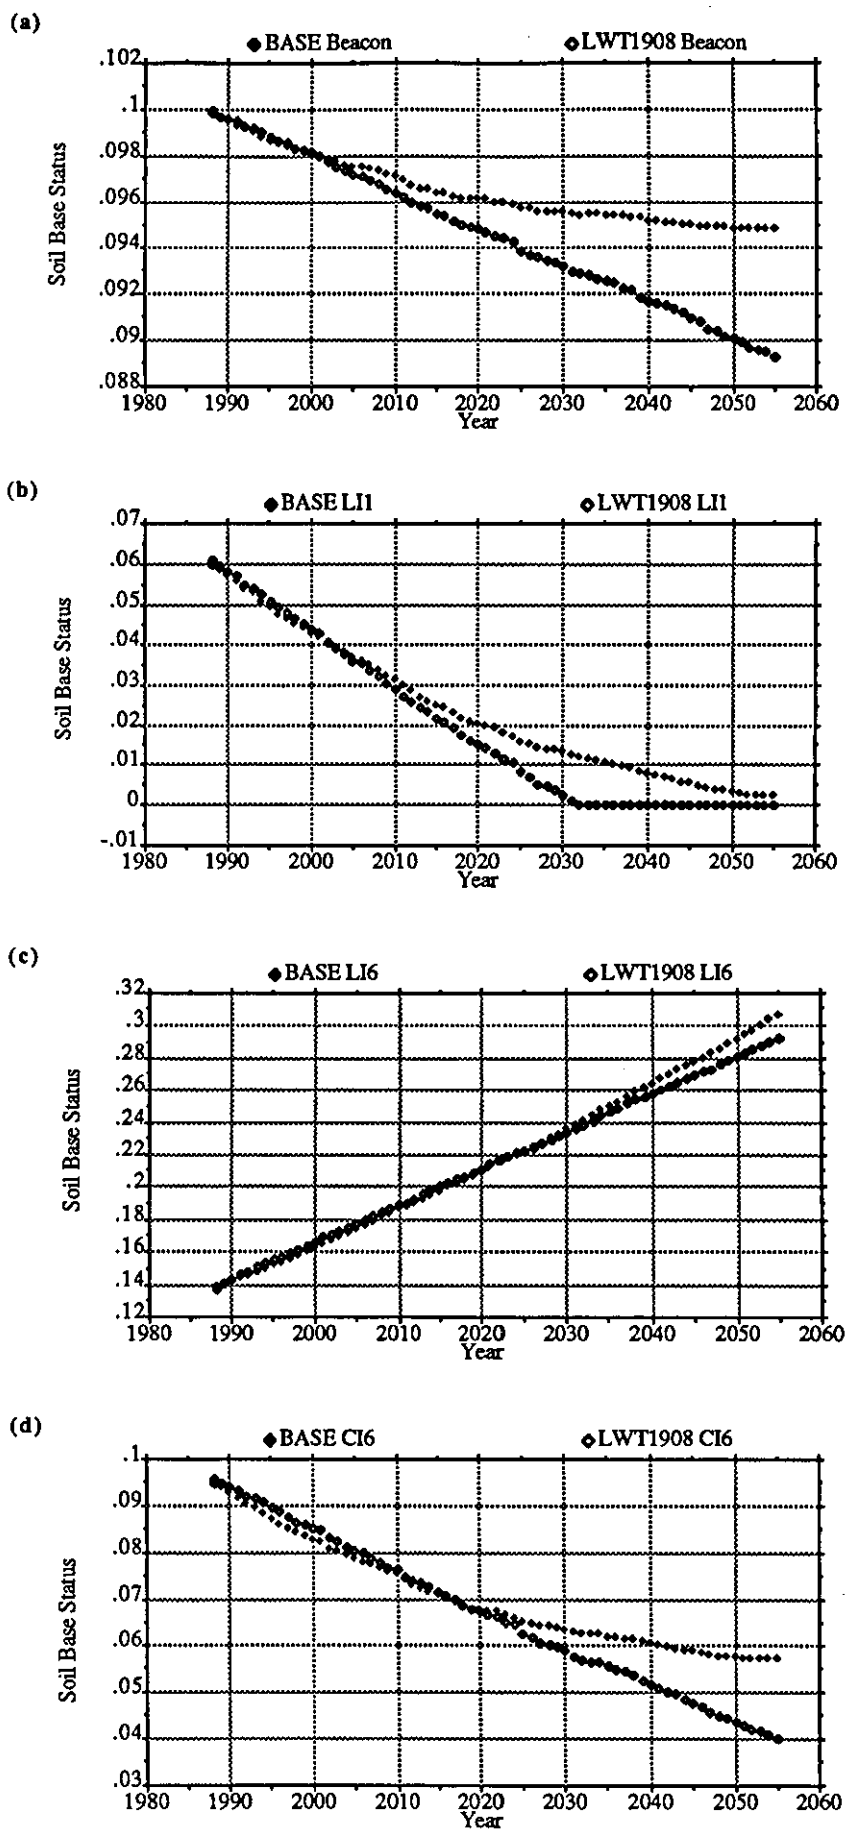 (a)
BASE Beacon LWT1908 Beacon
.102
.1
.098
.096
.094
.092
.09
.088
Soil Base Status
1980 1990 2000 2010 2020 2030 2040 2050 2060
Year
(b)
BASE LI1 LWT1908 LI1
.07
.06
.05
.04
.03
.02
.01
0
-.01
Soil Base Status
1980 1990 2000 2010 2020 2030 2040 2050 2060
Year
(c)
BASE LI6 LWT1908 LI6
.32
.3
.28
.26
.24
.22
.2
.18
.16
.14
.12
Soil Base Status
1980 1990 2000 2010 2020 2030 2040 2050 2060
Year
(d)
BASE CI6 LWT1908 CI6
.1
.09
.08
.07
.06
.05
.04
.03
Soil Base Status
1980 1990 2000 2010 2020 2030 2040 2050 2060
Year